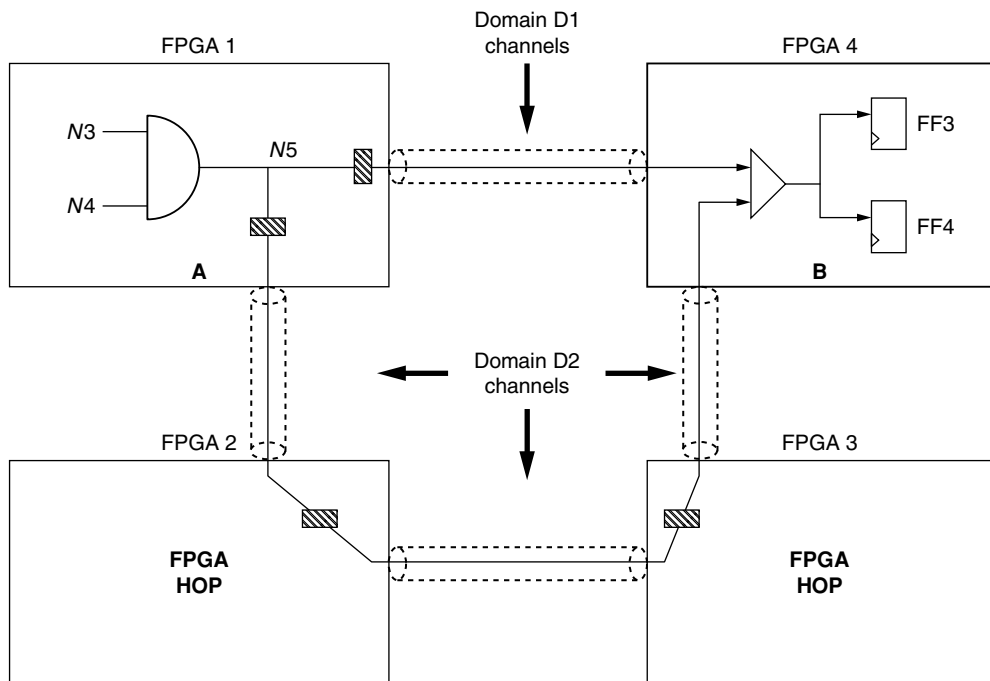 Domain D1
channels
FPGA 1
FPGA 4
N3
N4
N5
A
FF3
FF4
B
Domain D2
channels
FPGA 2
FPGA 3
FPGA
HOP
FPGA
HOP